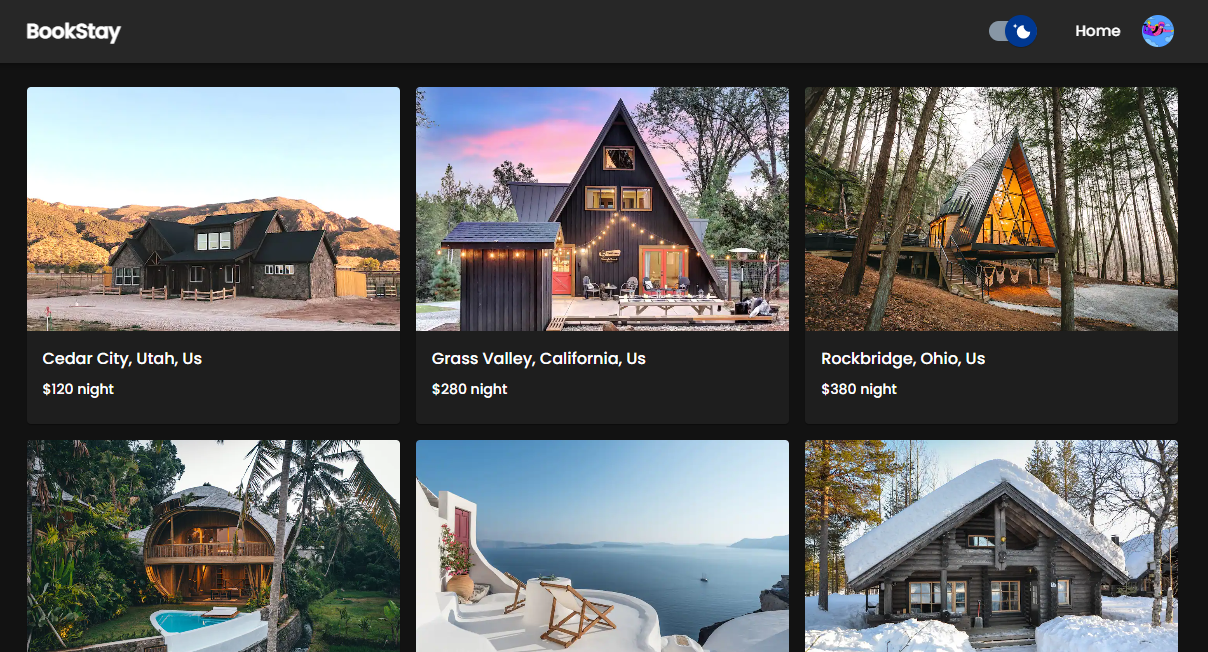 BookStay
Home
Cedar City, Utah, Us
$120 night
Grass Valley, California, Us
$280 night
Rockbridge, Ohio, Us
$380 night